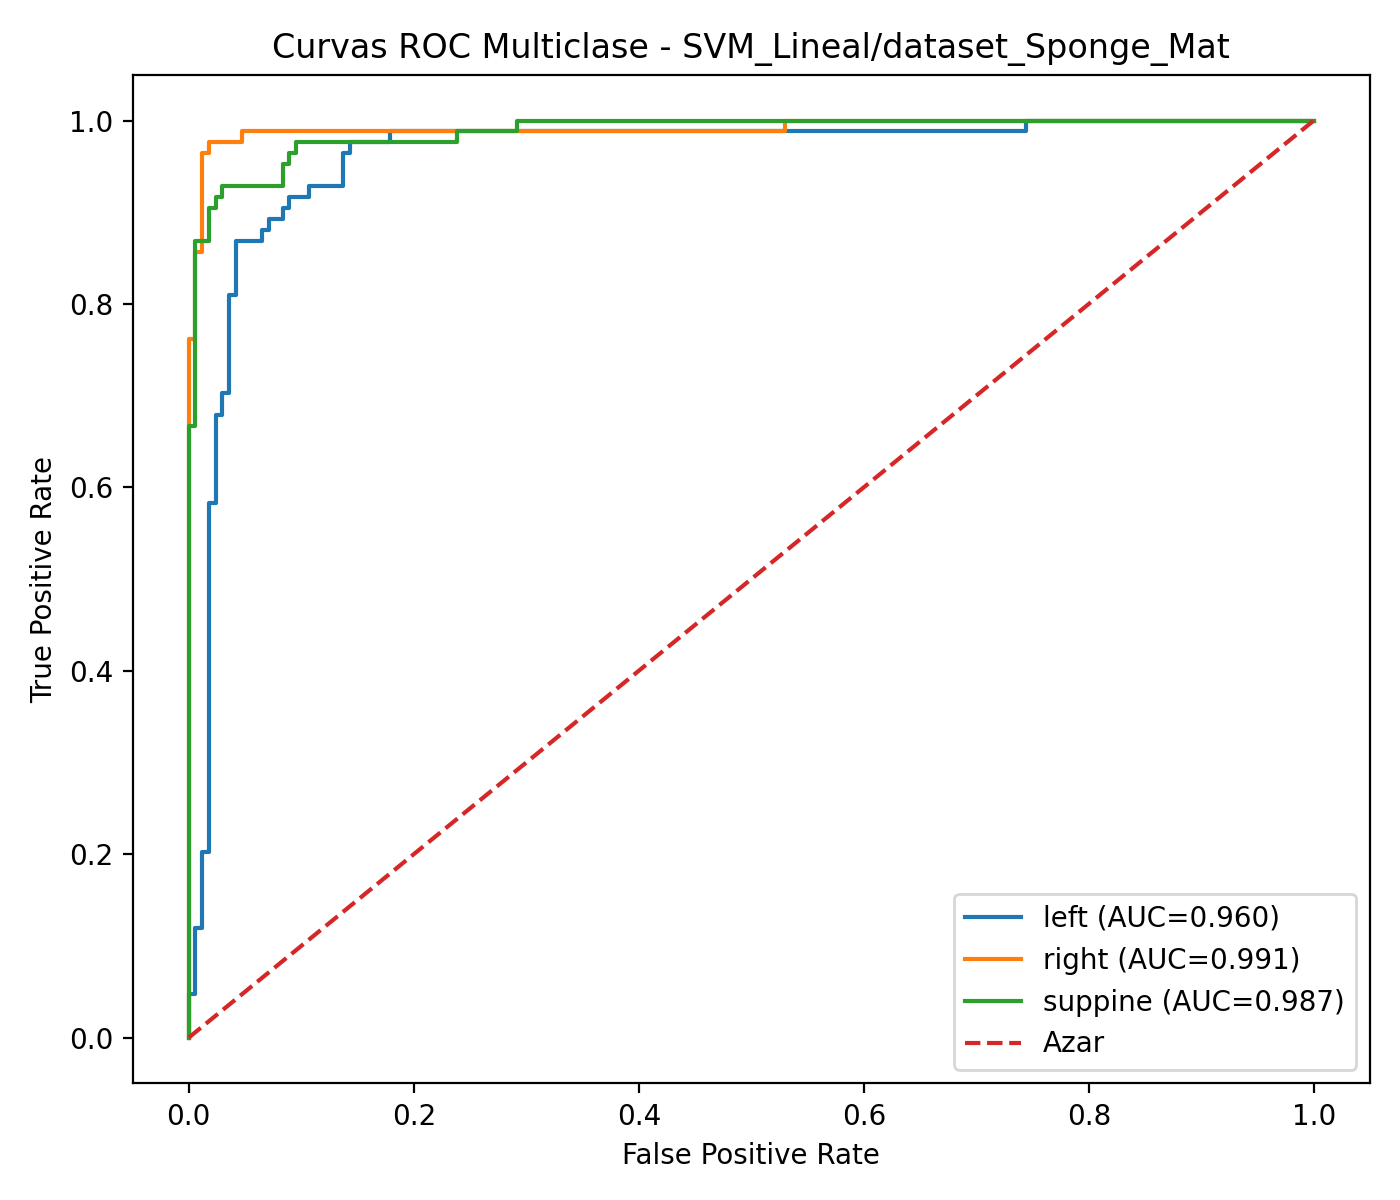 Curvas ROC Multiclase - SVM_Lineal/dataset_Sponge_Mat
True Positive Rate
1.0
0.8
0.6
0.4
0.2
0.0
left (AUC=0.960)
right (AUC=0.991)
suppine (AUC=0.987)
Azar
0.0 0.2 0.4 0.6 0.8 1.0
False Positive Rate